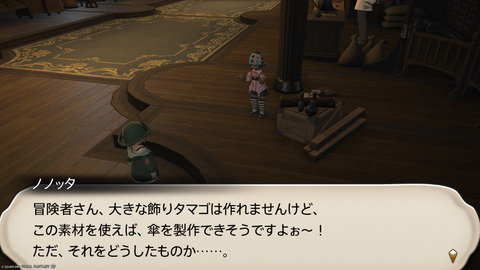 ノノッタ
冒険者さん、大きな飾りタマゴは作れませんけど、
この素材を使えば、傘を製作できそうですよぉ～！
ただ、それをどうしたものか……。